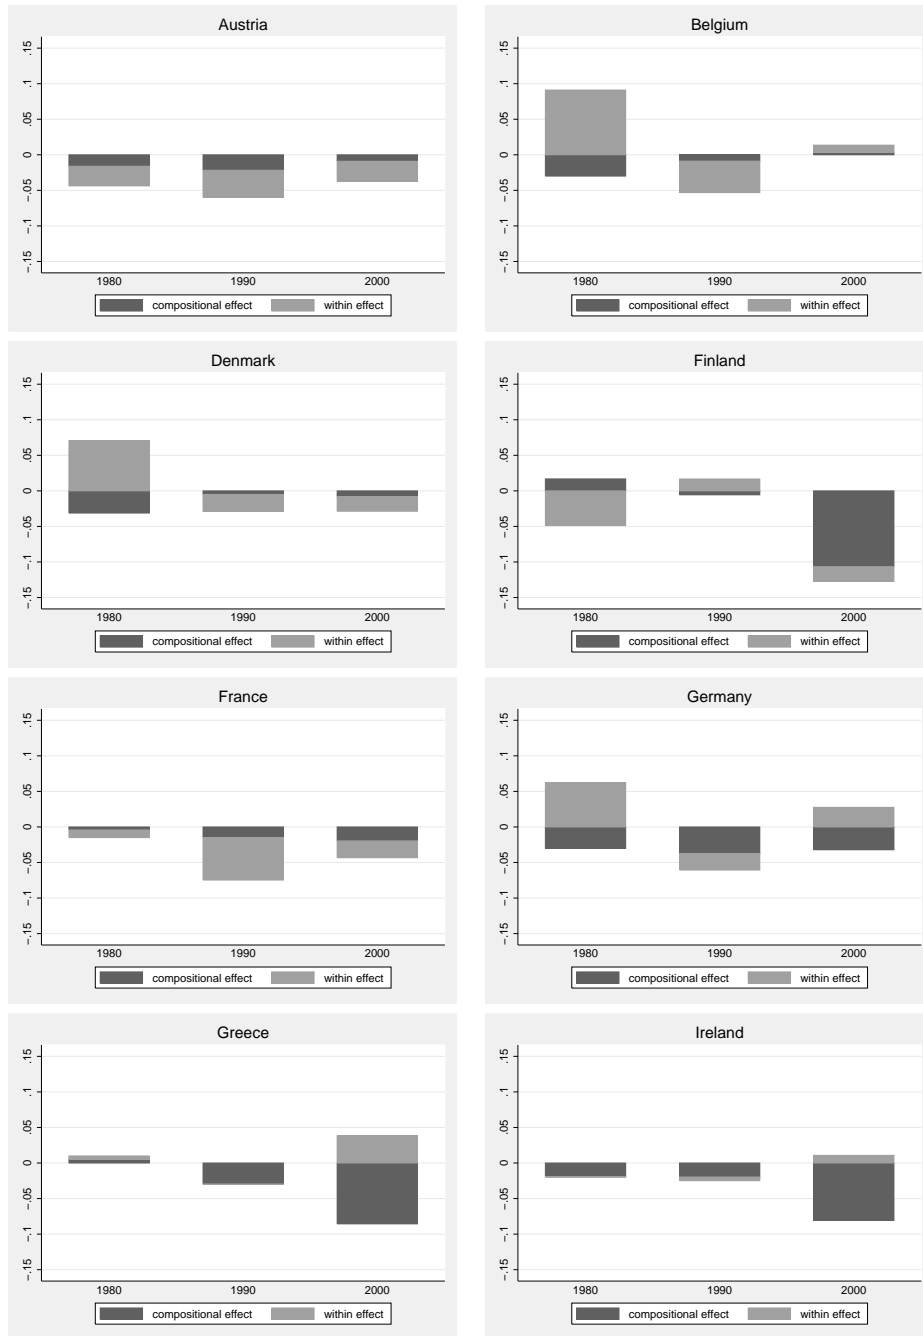 Austria
.15
.1
.05
0
-.05
-.1
-.15
1980 1990 2000
compositional effect within effect
Belgium
.15
.1
.05
0
-.05
-.1
-.15
1980 1990 2000
compositional effect within effect
Denmark
.15
.1
.05
0
-.05
-.1
-.15
1980 1990 2000
compositional effect within effect
Finland
.15
.1
.05
0
-.05
-.1
-.15
1980 1990 2000
compositional effect within effect
France
.15
.1
.05
0
-.05
-.1
-.15
1980 1990 2000
compositional effect within effect
Germany
.15
.1
.05
0
-.05
-.1
-.15
1980 1990 2000
compositional effect within effect
Greece
.15
.1
.05
0
-.05
-.1
-.15
1980 1990 2000
compositional effect within effect
Ireland
.15
.1
.05
0
-.05
-.1
-.15
1980 1990 2000
compositional effect within effect